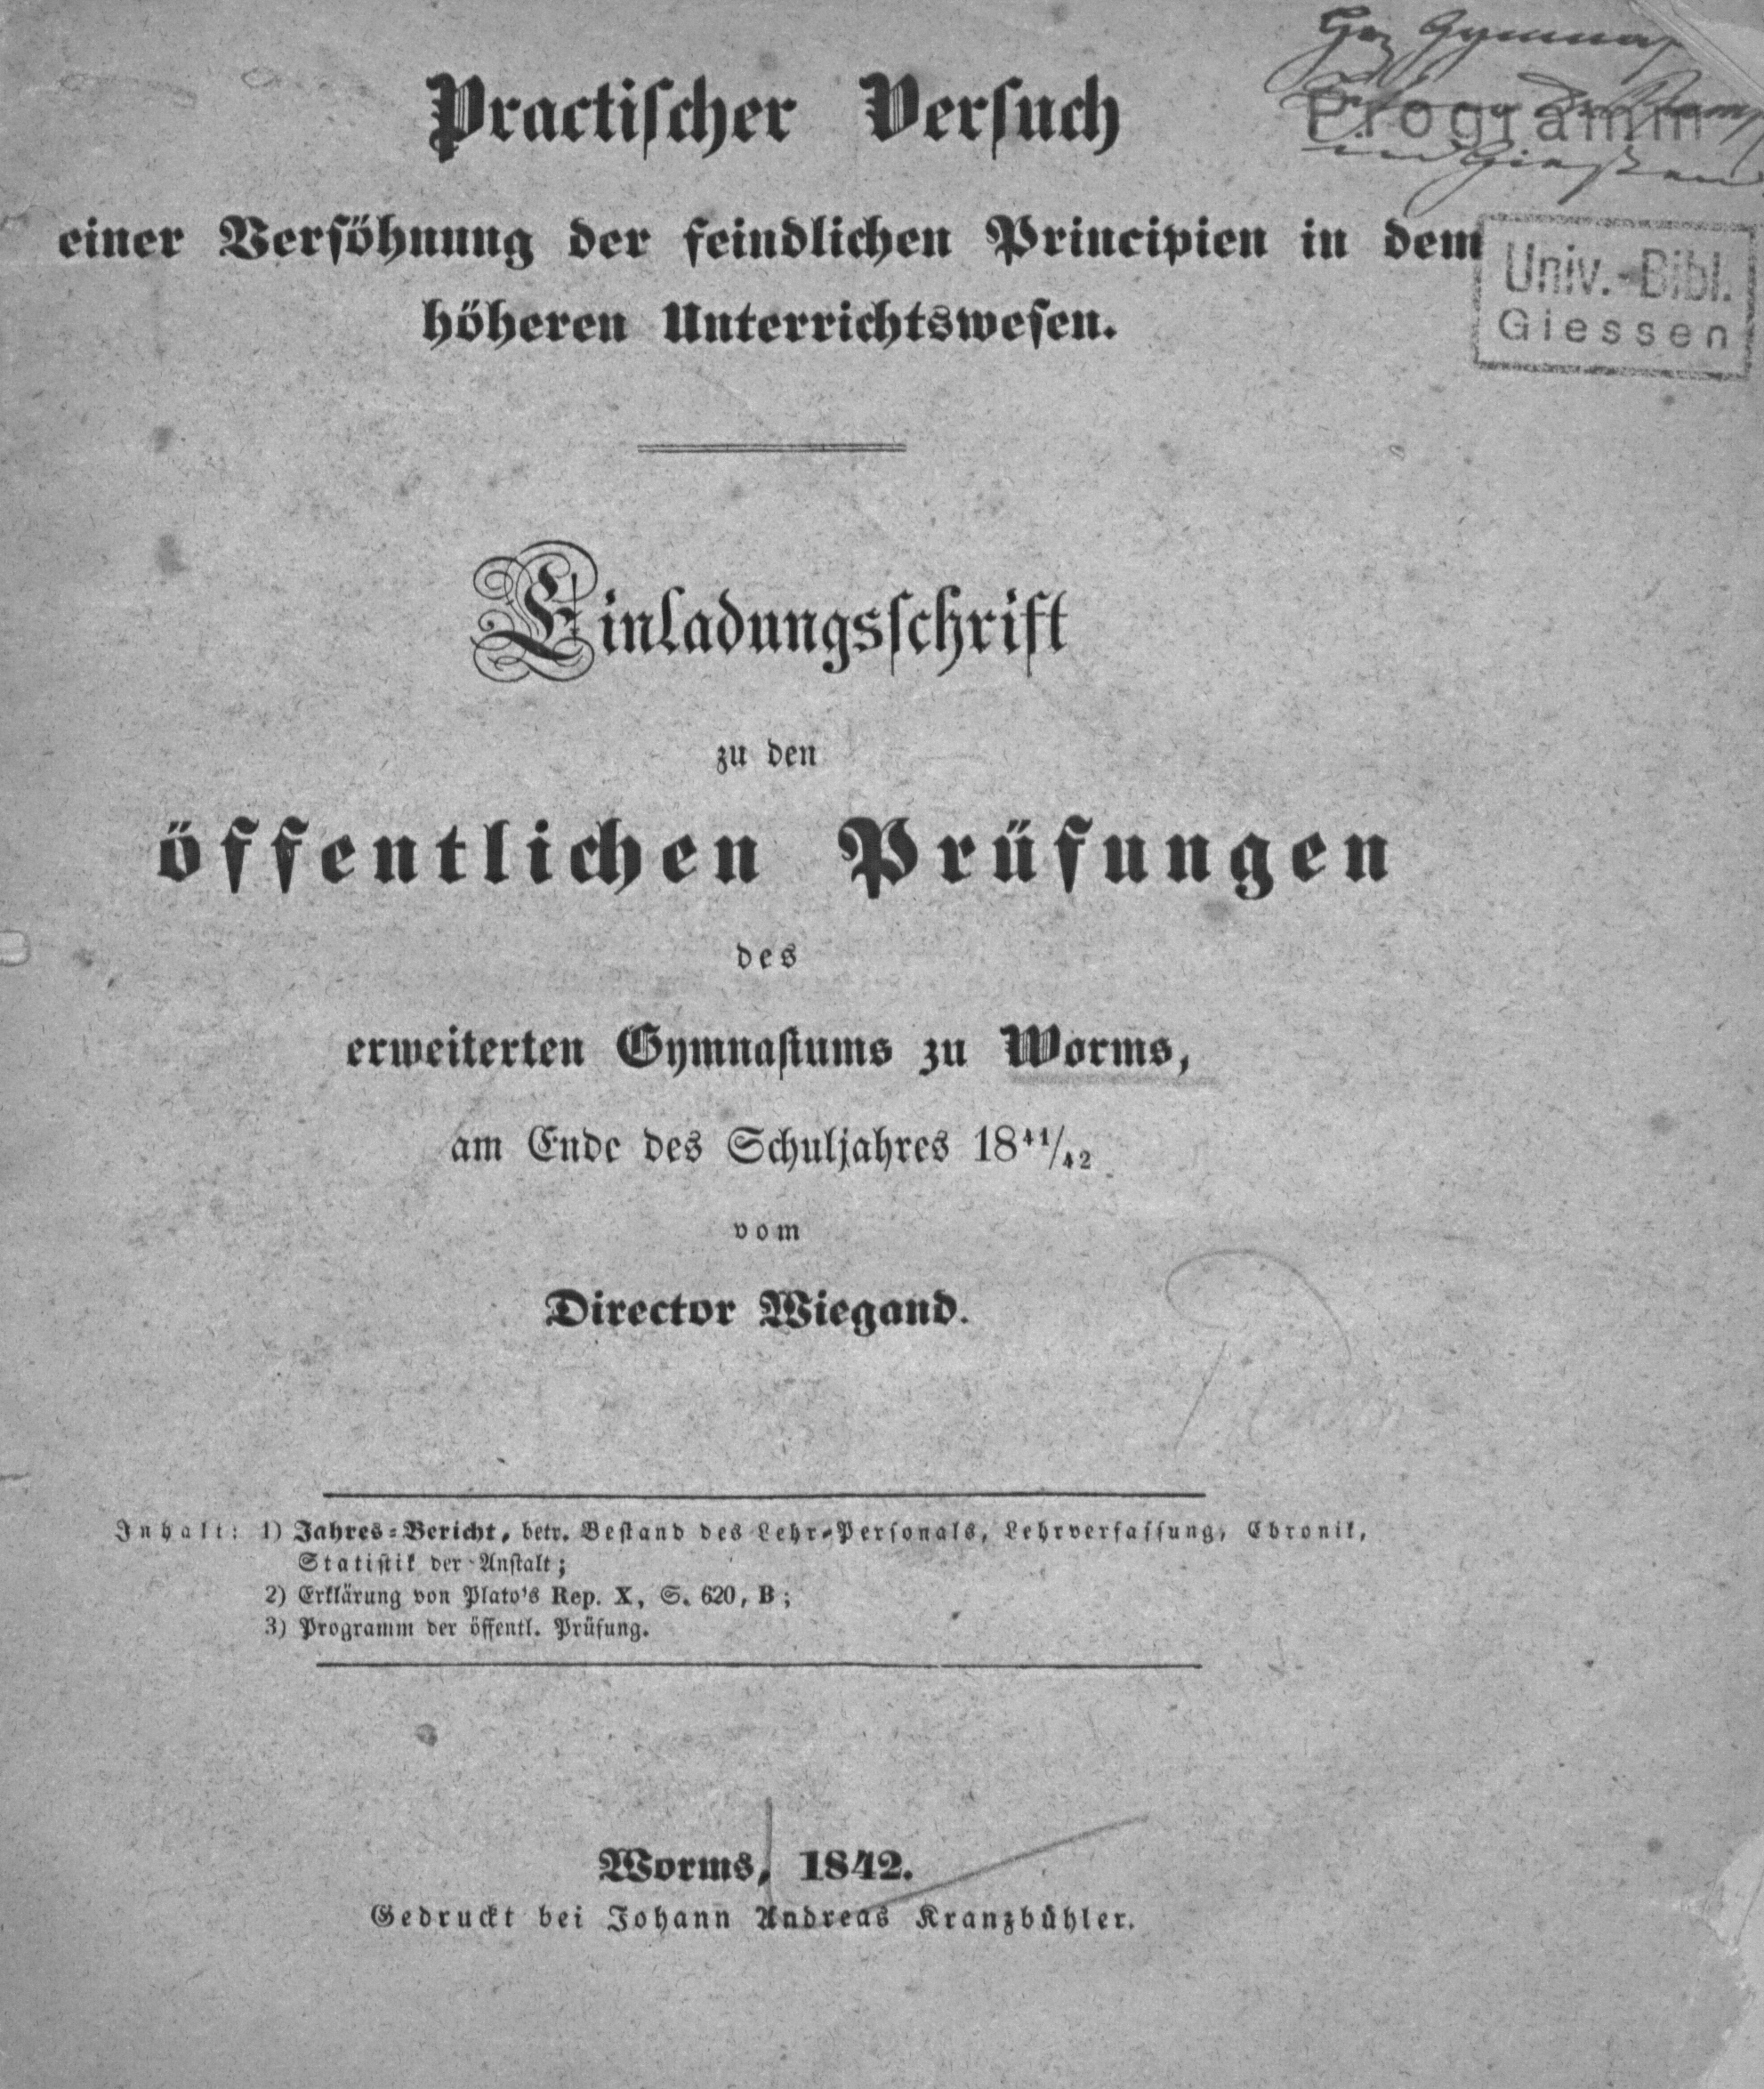 Practischer Versuch
einer Versöhnung der feindlichen Principien in dem
höheren Unterrichtswesen.
Gymnas
Programm
Univ.-Bibl.
Giessen
Einladungsschrift
zu den
öffentlichen Prüfungen
des
erweiterten Gymnasiums zu Worms,
am Ende des Schuljahres 18⁴¹/₄₂
vom
Director Wiegand.
Inhalt: 1) Jahres-Bericht, betr. Bestand des Lehr-Personals, Lehrverfassung, Chronik,
Statistik der Anstalt;
2) Erklärung von Plato's Rep. X, S. 620, B;
3) Programm der öffentl. Prüfung.
Worms, 1842.
Gedruckt bei Johann Andreas Kranzbühler.